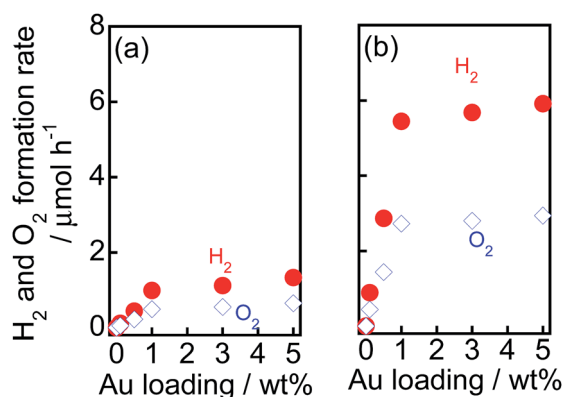 H₂ and O₂ formation rate
/ μmol h⁻¹
8
6
4
2
0
(a)
H₂
O₂
0 1 2 3 4 5
Au loading / wt%
(b)
H₂
O₂
0 1 2 3 4 5
Au loading / wt%